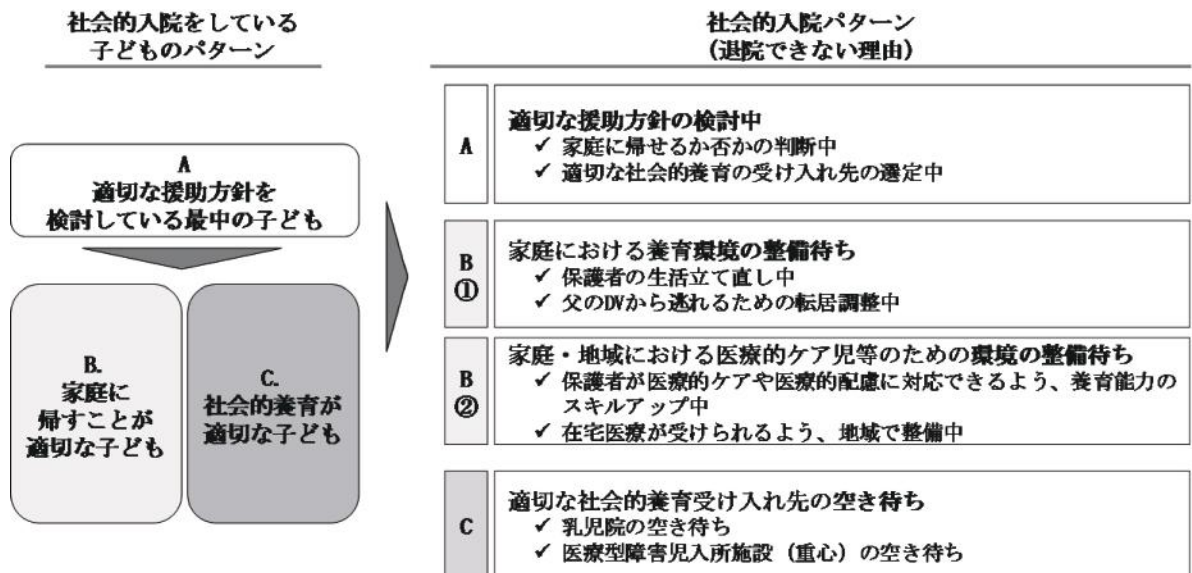 社会的入院をしている
子どものパターン
A
適切な援助方針を
検討している最中の子ども
B.
家庭に
帰すことが
適切な子ども
C.
社会的養育が
適切な子ども
社会的入院パターン
(退院できない理由)
A
適切な援助方針の検討中
✓ 家庭に帰せるか否かの判断中
✓ 適切な社会的養育の受け入れ先の選定中
B
①
家庭における養育環境の整備待ち
✓ 保護者の生活立て直し中
✓ 父のDVから逃れるための転居調整中
B
②
家庭・地域における医療的ケア児等のための環境の整備待ち
✓ 保護者が医療的ケアや医療的配慮に対応できるよう、養育能力の
スキルアップ中
✓ 在宅医療が受けられるよう、地域で整備中
C
適切な社会的養育受け入れ先の空き待ち
✓ 乳児院の空き待ち
✓ 医療型障害児入所施設（重心）の空き待ち